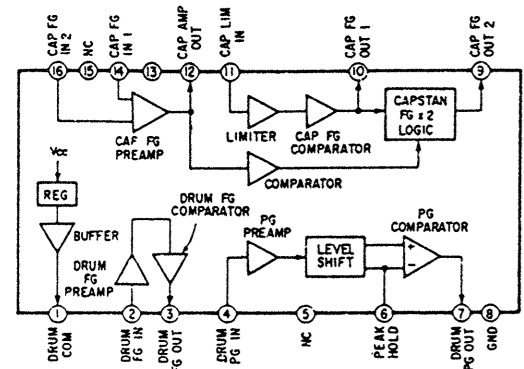 CAP FG
IN 2
NC
CAP FG
IN 1
CAP AMP
OUT
CAP LIM
IN
CAP FG
OUT 1
CAP FG
OUT 2
16
15
14
13
12
11
10
9
CAF FG
PREAMP
LIMITER
CAP FG
COMPARATOR
CAPSTAN
FG x 2
LOGIC
COMPARATOR
Vcc
REG
BUFFER
DRUM FG
COMPARATOR
DRUM
FG
PREAMP
PG
PREAMP
LEVEL
SHIFT
PG
COMPARATOR
+
−
1
2
3
4
5
6
7
8
DRUM
COM
DRUM
FG IN
DRUM
FG OUT
DRUM
PG IN
NC
PEAK
HOLD
DRUM
PG OUT
GND